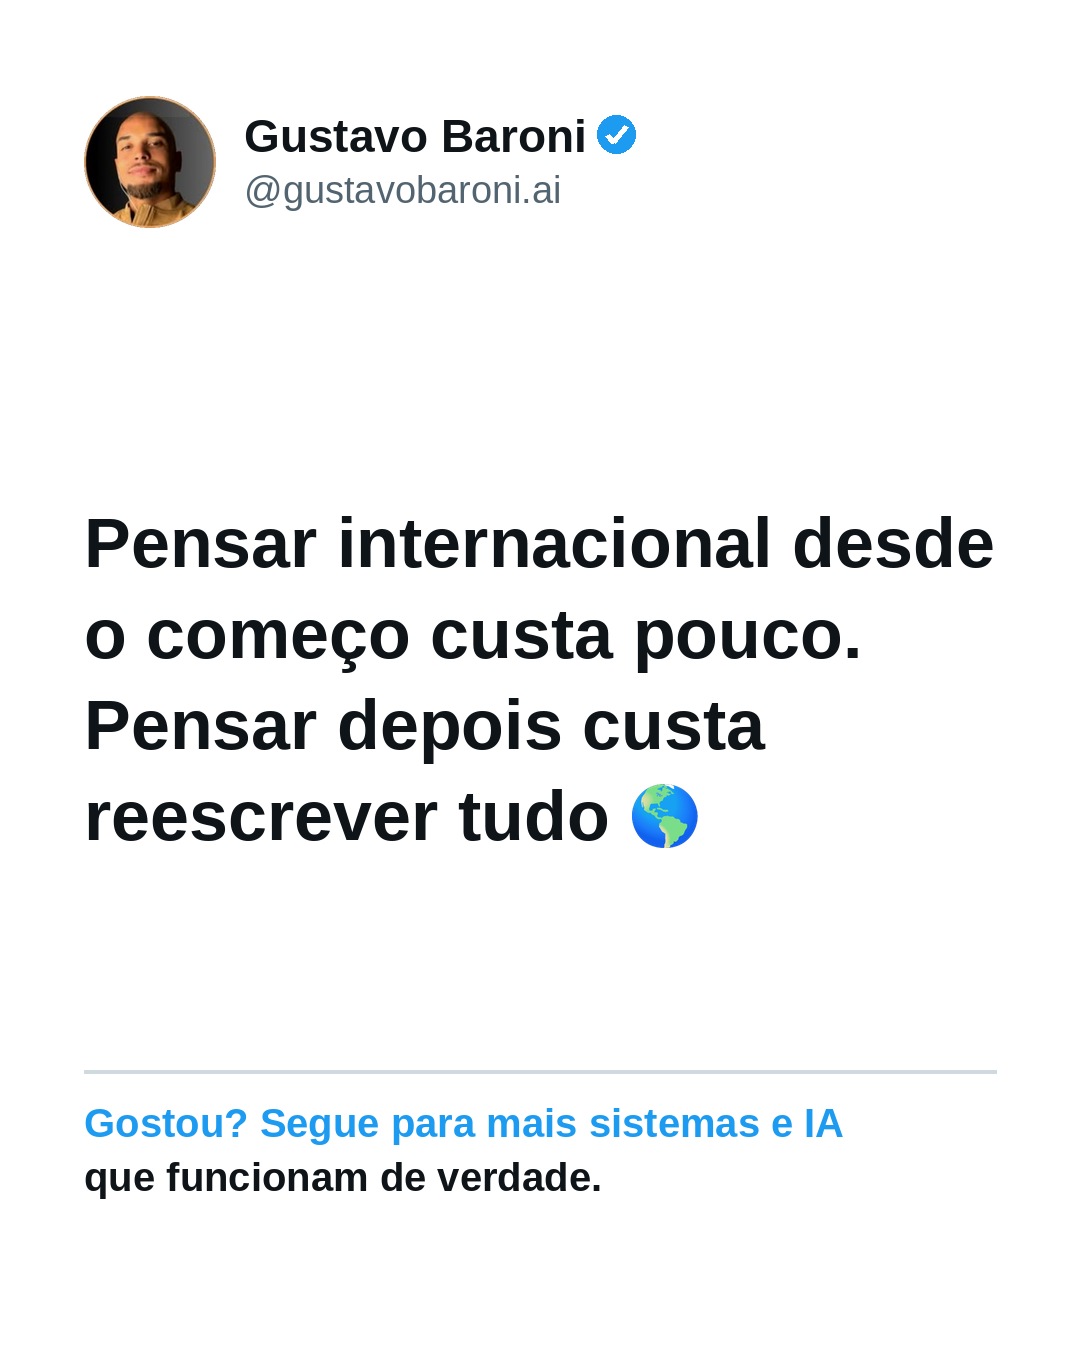 Gustavo Baroni
@gustavobaroni.ai
Pensar internacional desde
o começo custa pouco.
Pensar depois custa
reescrever tudo 🌎
Gostou? Segue para mais sistemas e IA
que funcionam de verdade.